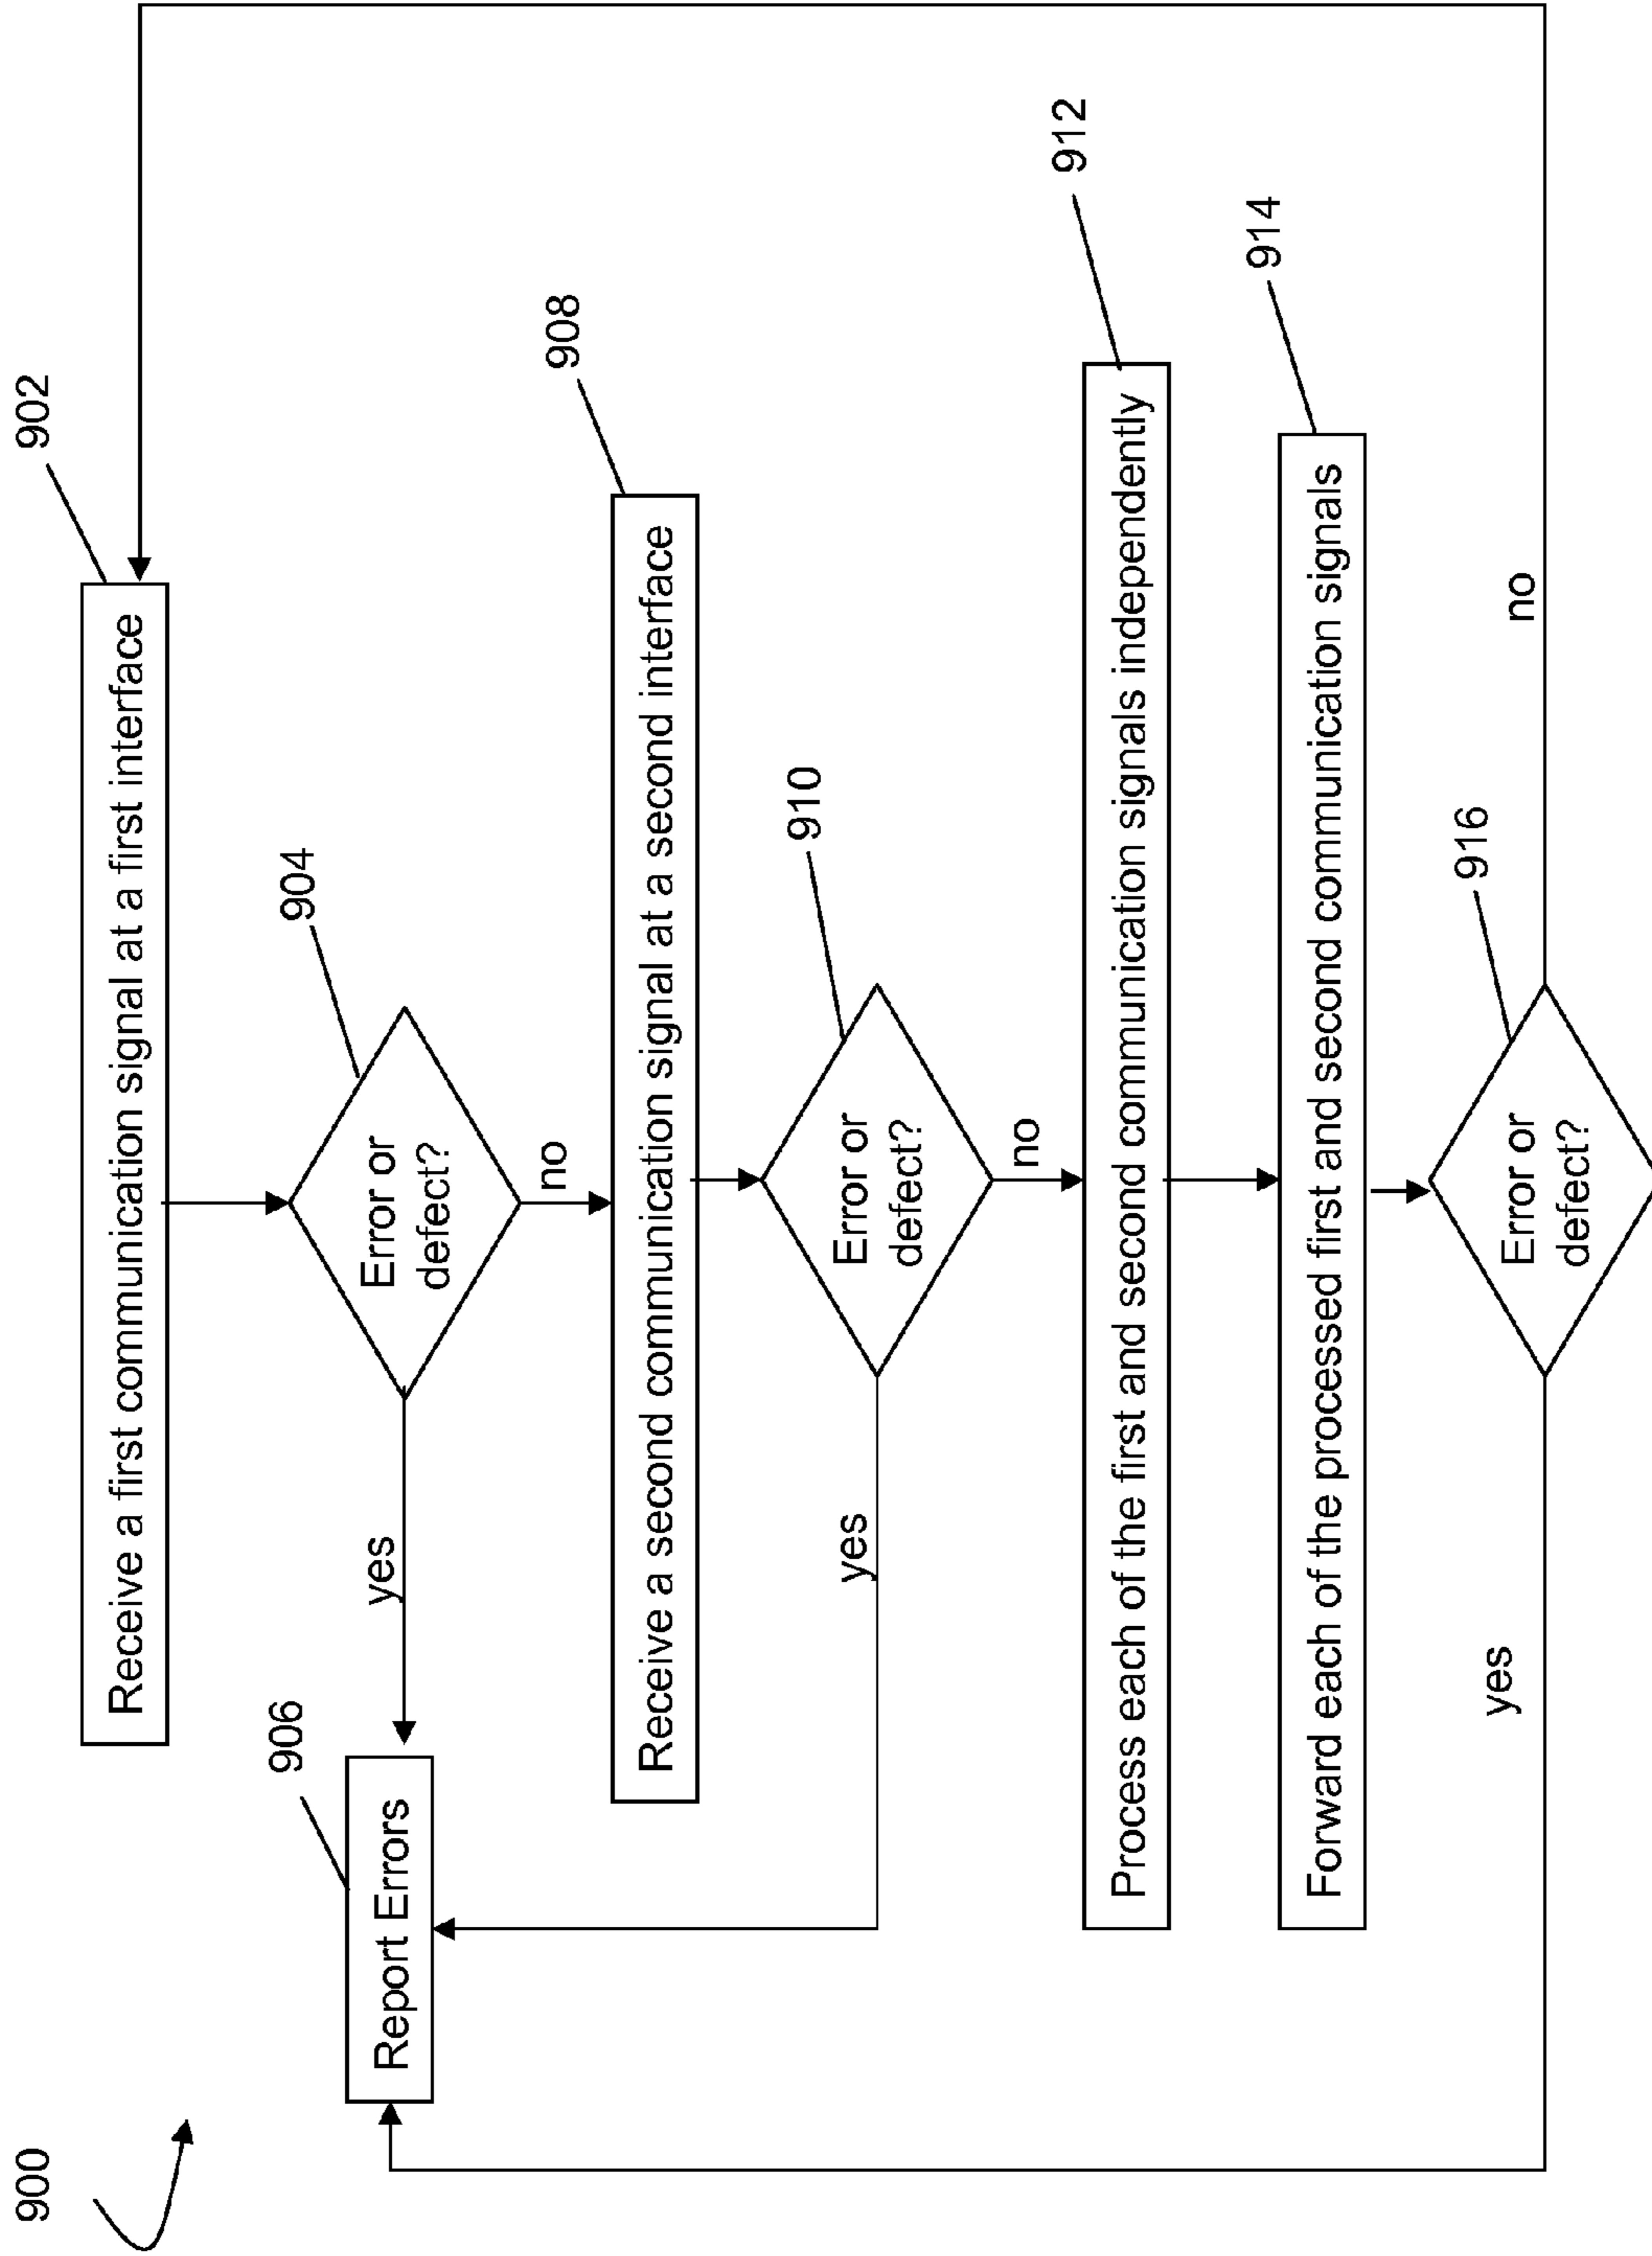 900
902
Receive a first communication signal at a first interface
904
Error or
defect?
yes
no
906
Report Errors
908
Receive a second communication signal at a second interface
910
Error or
defect?
yes
no
912
Process each of the first and second communication signals independently
914
Forward each of the processed first and second communication signals
916
Error or
defect?
yes
no